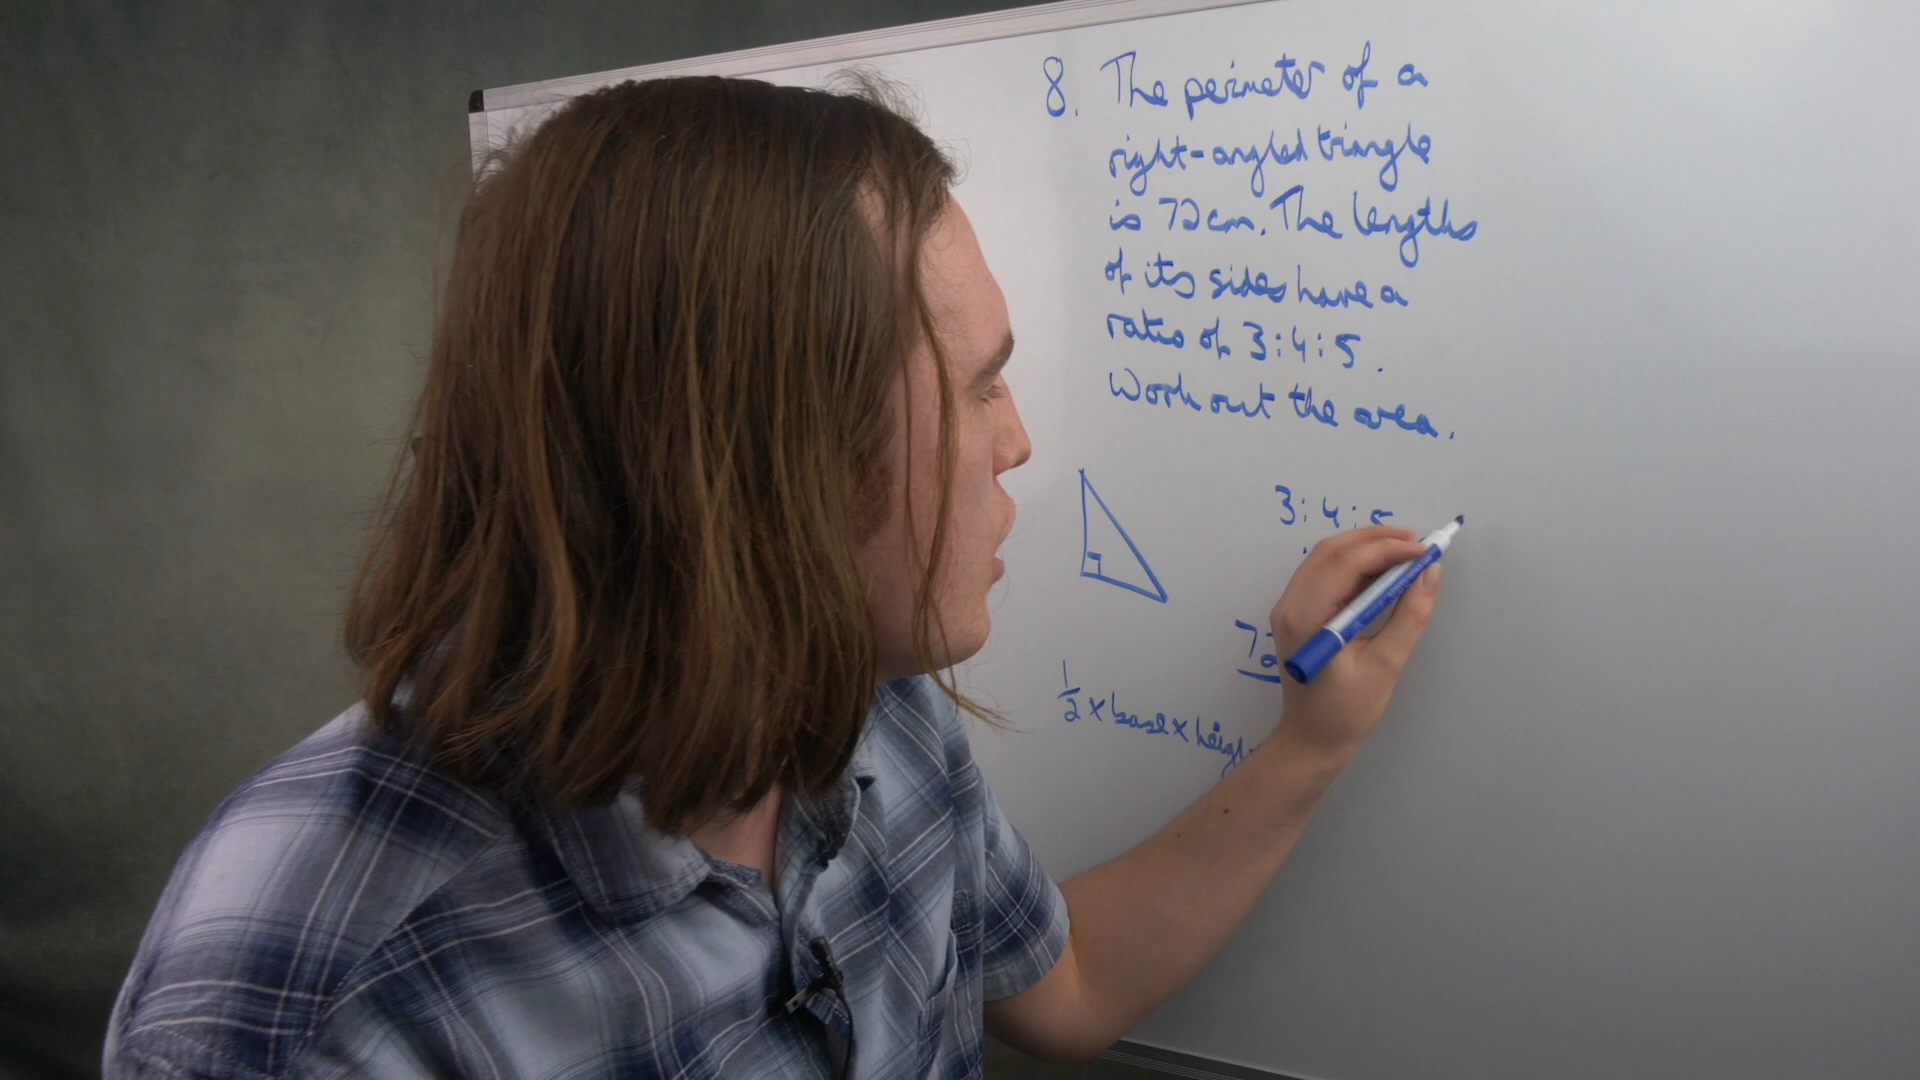 8. The perimeter of a
right-angled triangle
is 72cm. The lengths
of its sides have a
ratio of 3:4:5.
Work out the area.
3:4:5
72
1/2 × base × height